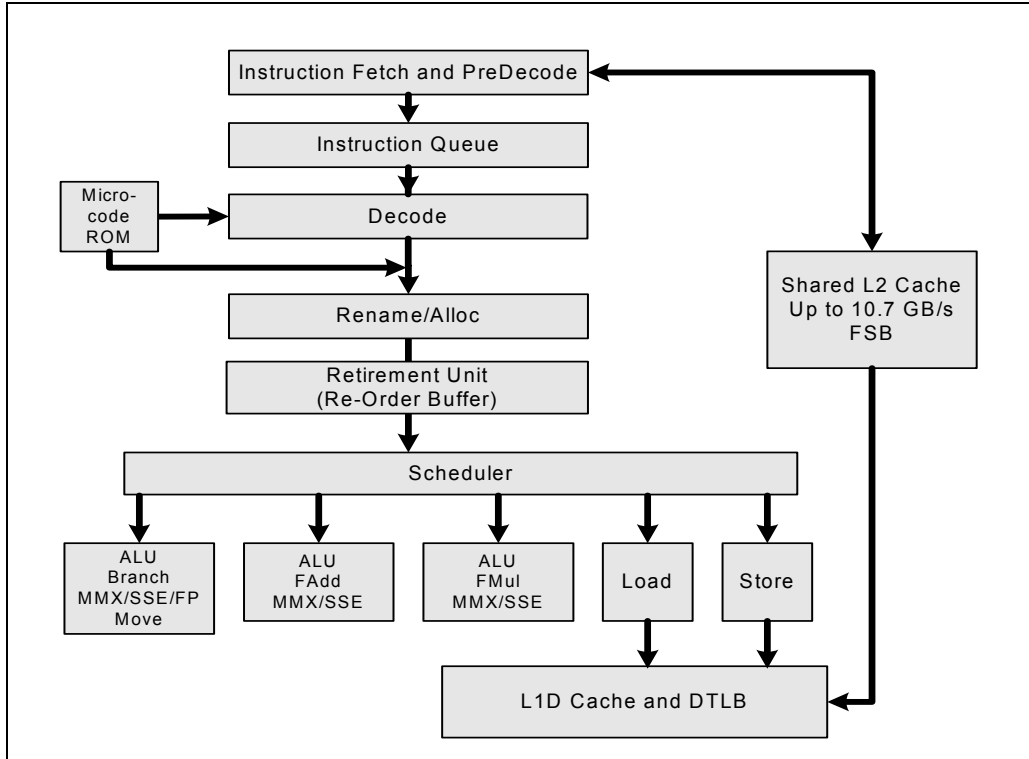 Instruction Fetch and PreDecode
Instruction Queue
Micro-
code
ROM
Decode
Shared L2 Cache
Up to 10.7 GB/s
FSB
Rename/Alloc
Retirement Unit
(Re-Order Buffer)
Scheduler
ALU
Branch
MMX/SSE/FP
Move
ALU
FAdd
MMX/SSE
ALU
FMul
MMX/SSE
Load
Store
L1D Cache and DTLB